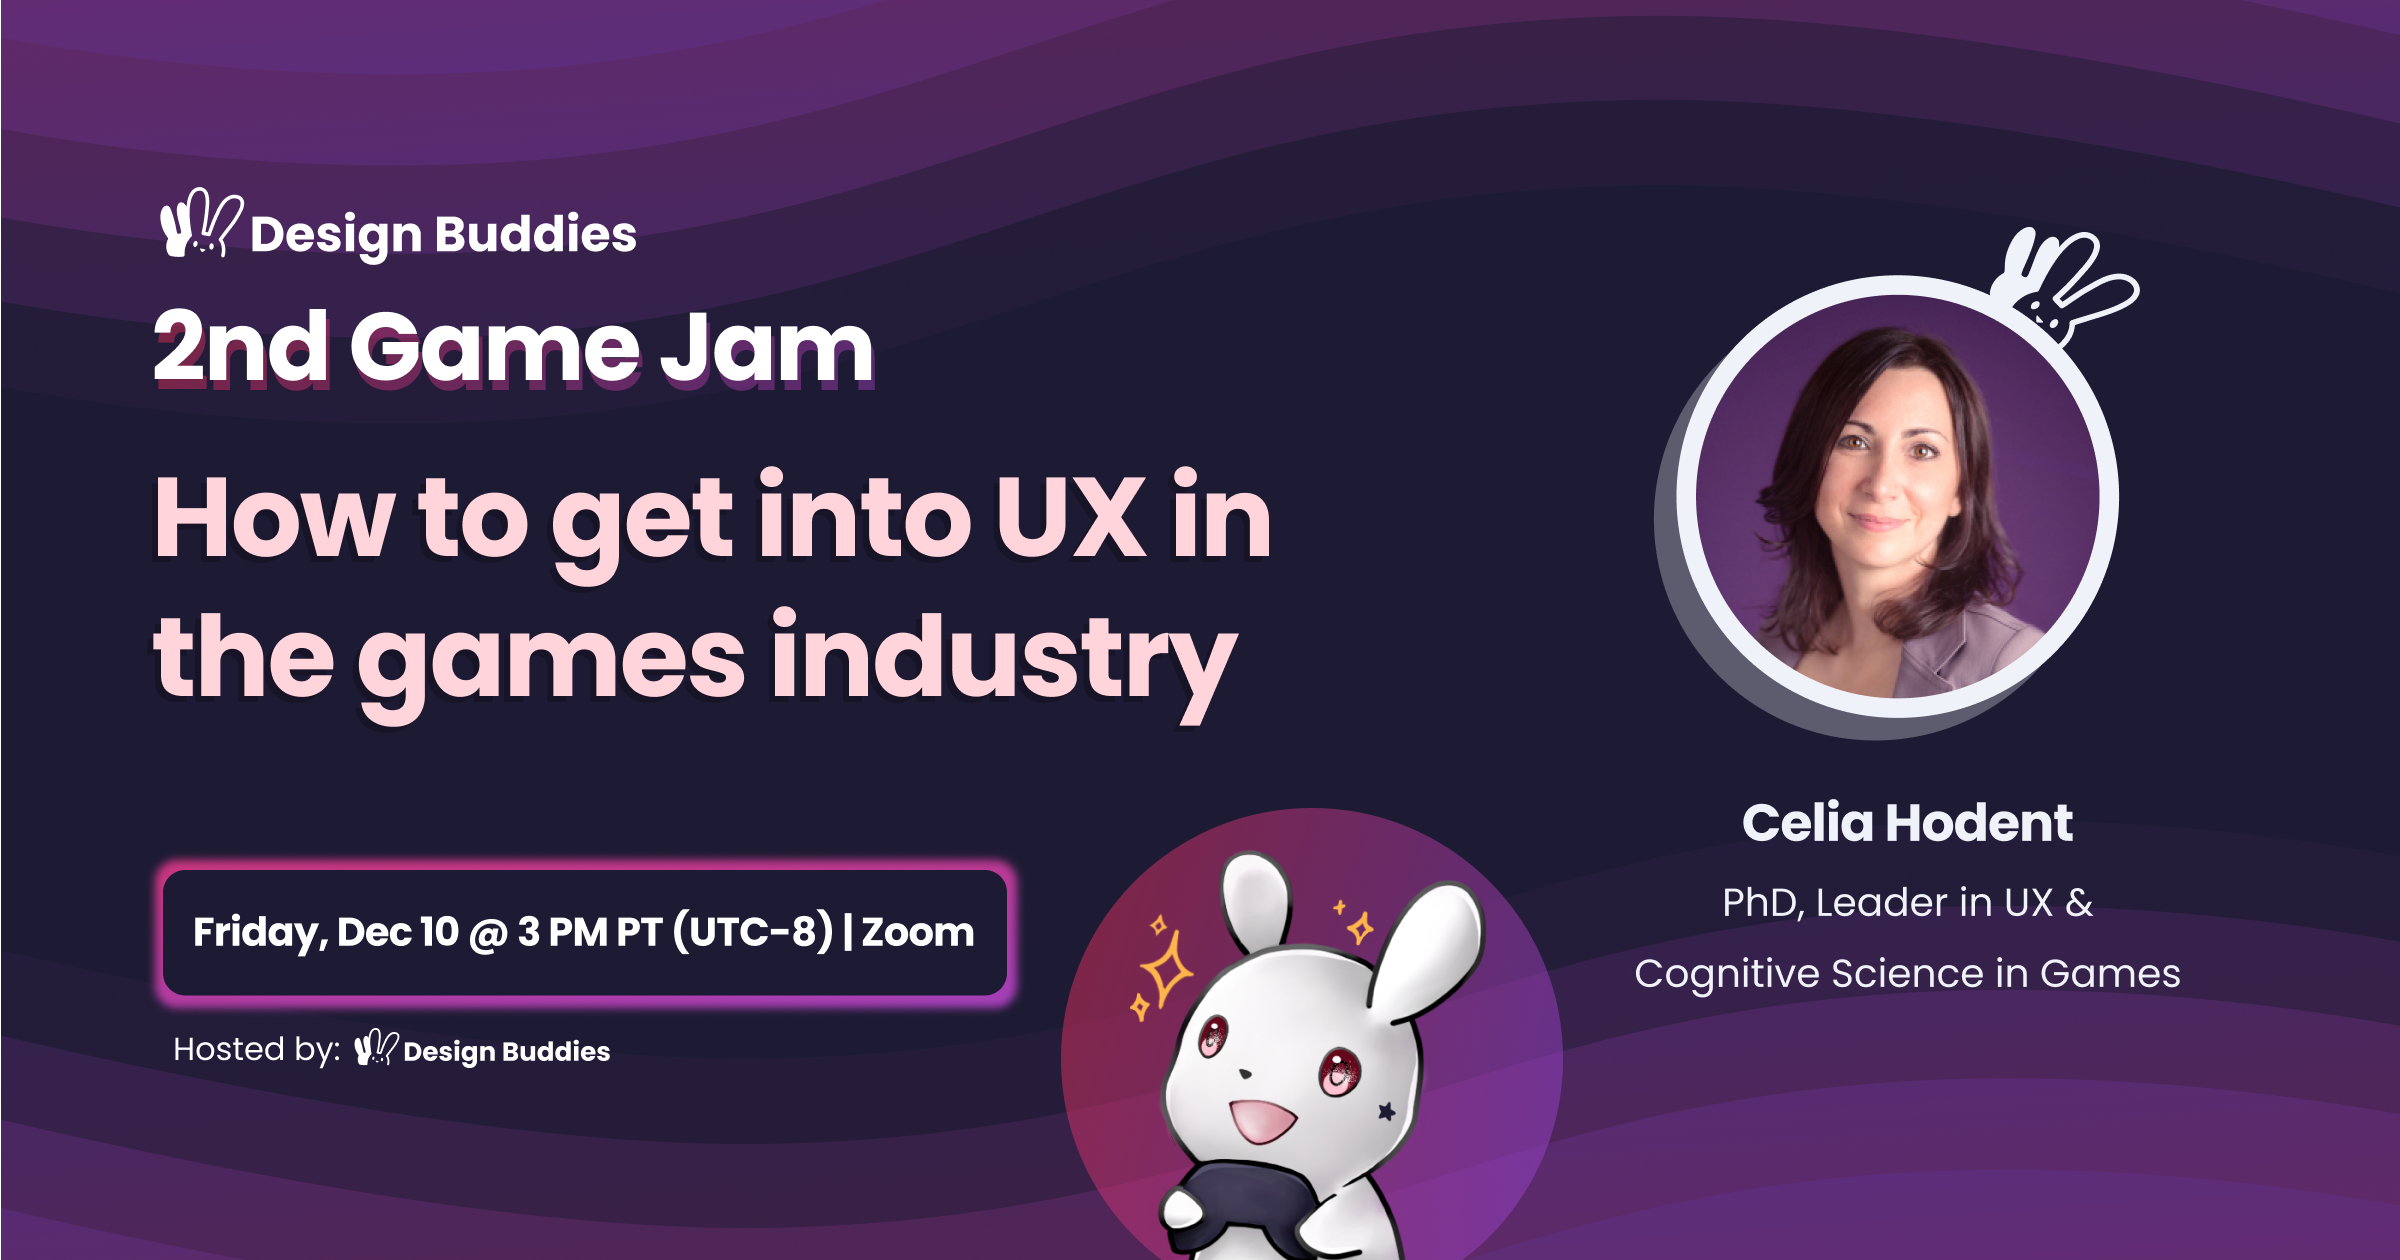 Design Buddies
2nd Game Jam
How to get into UX in
the games industry
Friday, Dec 10 @ 3 PM PT (UTC-8) | Zoom
Hosted by: Design Buddies
Celia Hodent
PhD, Leader in UX &
Cognitive Science in Games